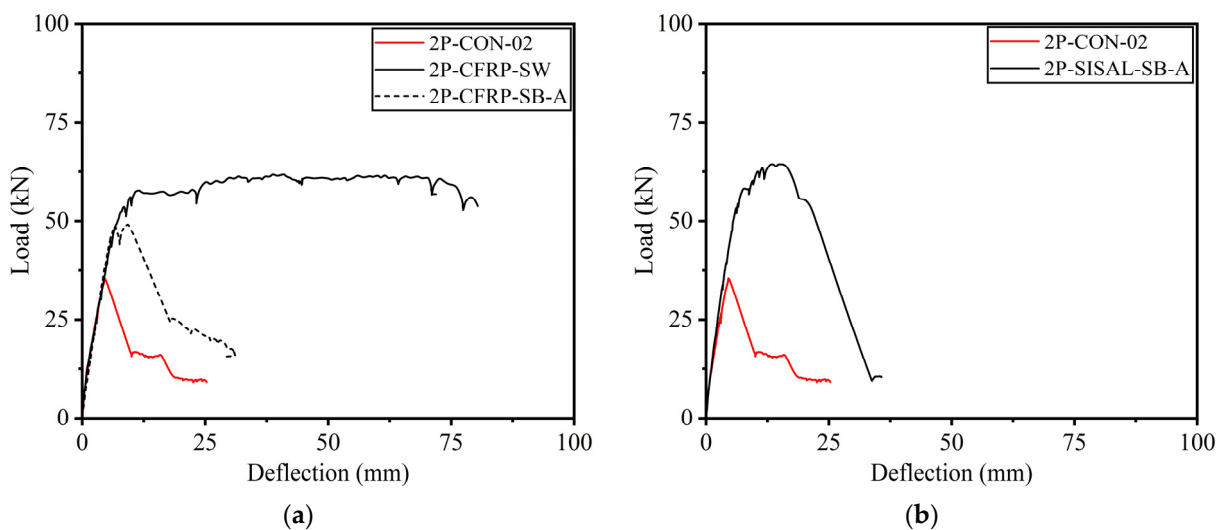 100
75
50
25
0
Load (kN)
2P-CON-02
2P-CFRP-SW
2P-CFRP-SB-A
0 25 50 75 100
Deflection (mm)
(a)
100
75
50
25
0
Load (kN)
2P-CON-02
2P-SISAL-SB-A
0 25 50 75 100
Deflection (mm)
(b)